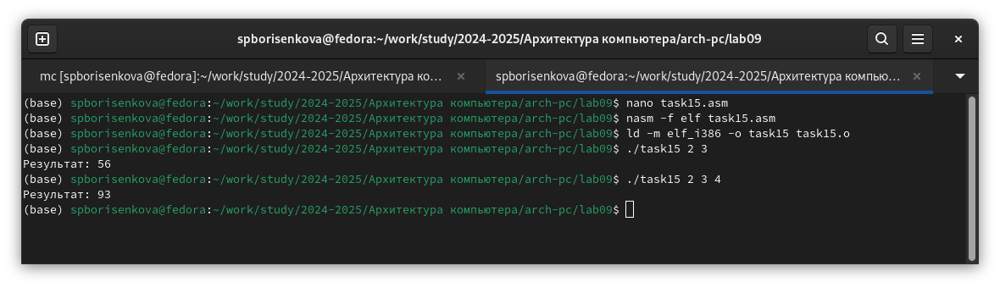 spborisenkova@fedora:~/work/study/2024-2025/Архитектура компьютера/arch-pc/lab09
mc [spborisenkova@fedora]:~/work/study/2024-2025/Архитектура ко...
spborisenkova@fedora:~/work/study/2024-2025/Архитектура компью...
(base) spborisenkova@fedora:~/work/study/2024-2025/Архитектура компьютера/arch-pc/lab09$ nano task15.asm
(base) spborisenkova@fedora:~/work/study/2024-2025/Архитектура компьютера/arch-pc/lab09$ nasm -f elf task15.asm
(base) spborisenkova@fedora:~/work/study/2024-2025/Архитектура компьютера/arch-pc/lab09$ ld -m elf_i386 -o task15 task15.o
(base) spborisenkova@fedora:~/work/study/2024-2025/Архитектура компьютера/arch-pc/lab09$ ./task15 2 3
Результат: 56
(base) spborisenkova@fedora:~/work/study/2024-2025/Архитектура компьютера/arch-pc/lab09$ ./task15 2 3 4
Результат: 93
(base) spborisenkova@fedora:~/work/study/2024-2025/Архитектура компьютера/arch-pc/lab09$